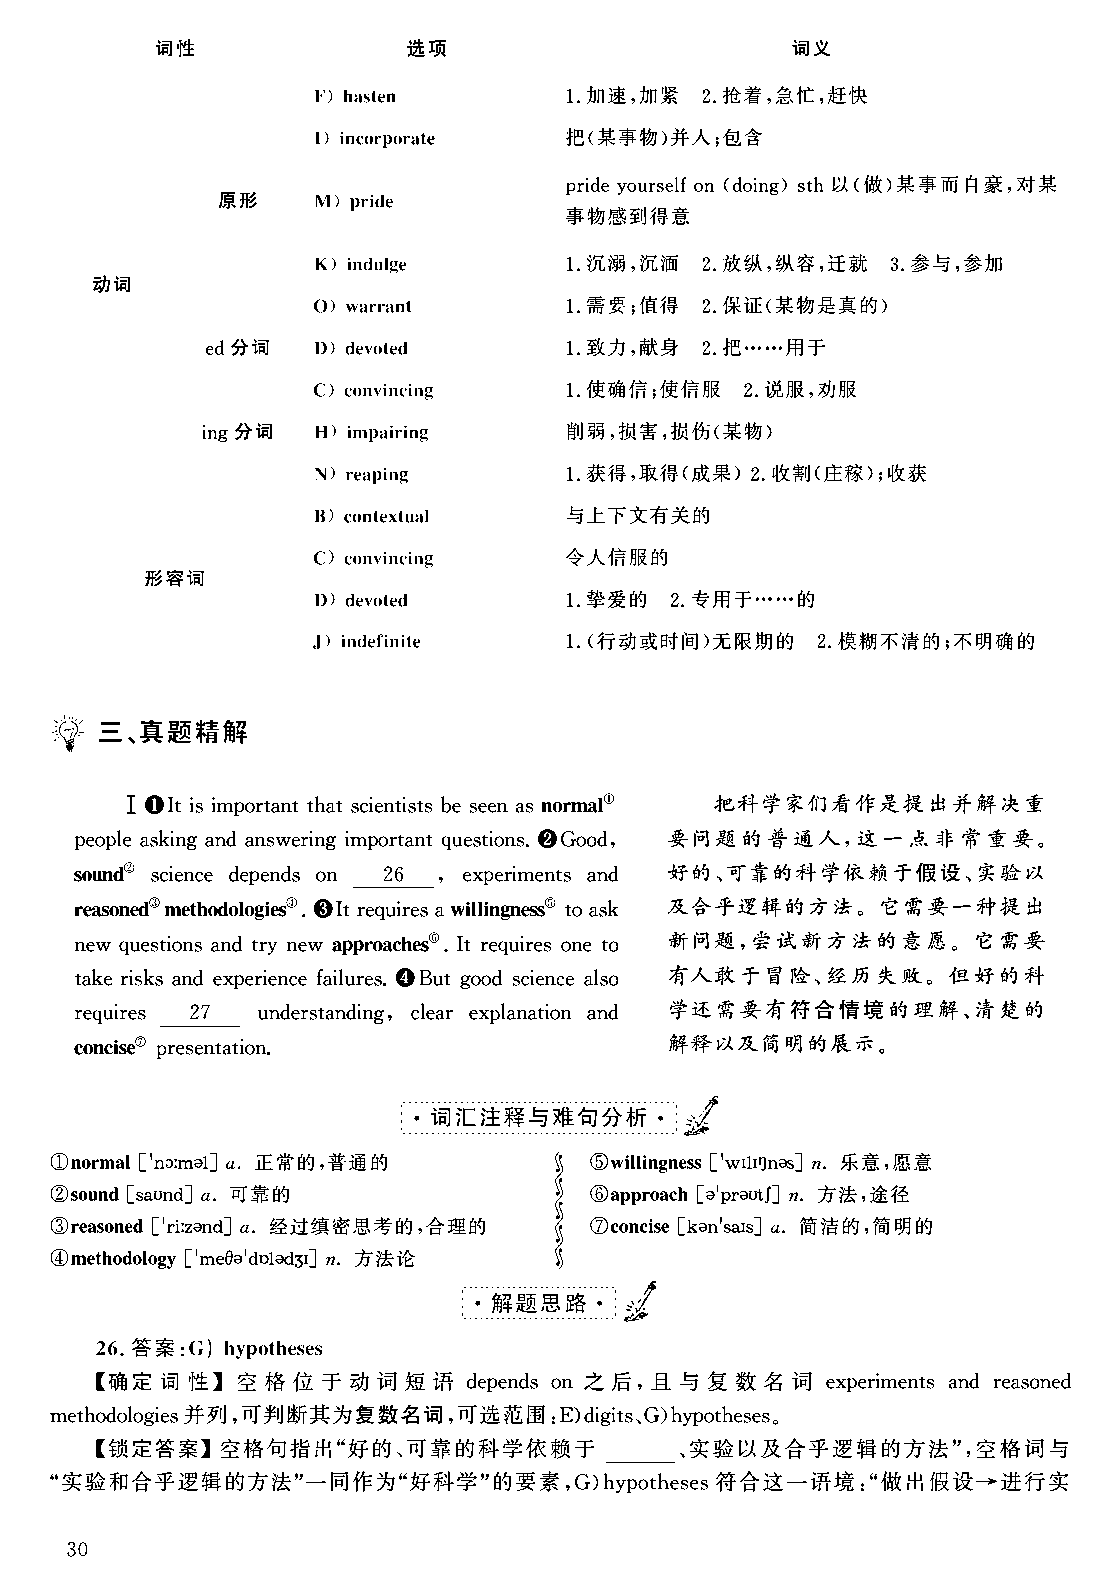 词性 选项 词义
F) hasten 1.加速,加紧 2.抢着,急忙,赶快
I) incorporate 把(某事物)并人;包含
原形 M) pride pride yourself on (doing) sth 以(做)某事而自豪,对某
事物感到得意
K) indulge 1.沉溺,沉湎 2.放纵,纵容,迁就 3.参与,参加
动词
O) warrant 1.需要;值得 2.保证(某物是真的)
ed 分词 D) devoted 1.致力,献身 2.把……用于
C) convincing 1.使确信;使信服 2.说服,劝服
ing 分词 H) impairing 削弱,损害,损伤(某物)
N) reaping 1.获得,取得(成果) 2.收割(庄稼);收获
B) contextual 与上下文有关的
C) convincing 令人信服的
形容词
D) devoted 1.挚爱的 2.专用于……的
J) indefinite 1.(行动或时间)无限期的 2.模糊不清的;不明确的
三、真题精解
Ⅰ ❶It is important that scientists be seen as normal①
people asking and answering important questions. ❷Good,
sound② science depends on 26 , experiments and
reasoned③ methodologies④. ❸It requires a willingness⑤ to ask
new questions and try new approaches⑥. It requires one to
take risks and experience failures. ❹But good science also
requires 27 understanding, clear explanation and
concise⑦ presentation.
把科学家们看作是提出并解决重
要问题的普通人,这一点非常重要。
好的、可靠的科学依赖于假设、实验以
及合乎逻辑的方法。它需要一种提出
新问题,尝试新方法的意愿。它需要
有人敢于冒险、经历失败。但好的科
学还需要有符合情境的理解、清楚的
解释以及简明的展示。
·词汇注释与难句分析·
①normal [ˈnɔːməl] a. 正常的,普通的
②sound [saʊnd] a. 可靠的
③reasoned [ˈriːzənd] a. 经过缜密思考的,合理的
④methodology [ˈmeθəˈdɒlədʒɪ] n. 方法论
⑤willingness [ˈwɪlɪŋnəs] n. 乐意,愿意
⑥approach [əˈprəʊtʃ] n. 方法,途径
⑦concise [kənˈsaɪs] a. 简洁的,简明的
·解题思路·
26. 答案:G) hypotheses
【确定词性】空格位于动词短语 depends on 之后,且与复数名词 experiments and reasoned
methodologies 并列,可判断其为复数名词,可选范围:E)digits、G)hypotheses。
【锁定答案】空格句指出“好的、可靠的科学依赖于 ______ 、实验以及合乎逻辑的方法”,空格词与
“实验和合乎逻辑的方法”一同作为“好科学”的要素,G)hypotheses 符合这一语境:“做出假设→进行实
30